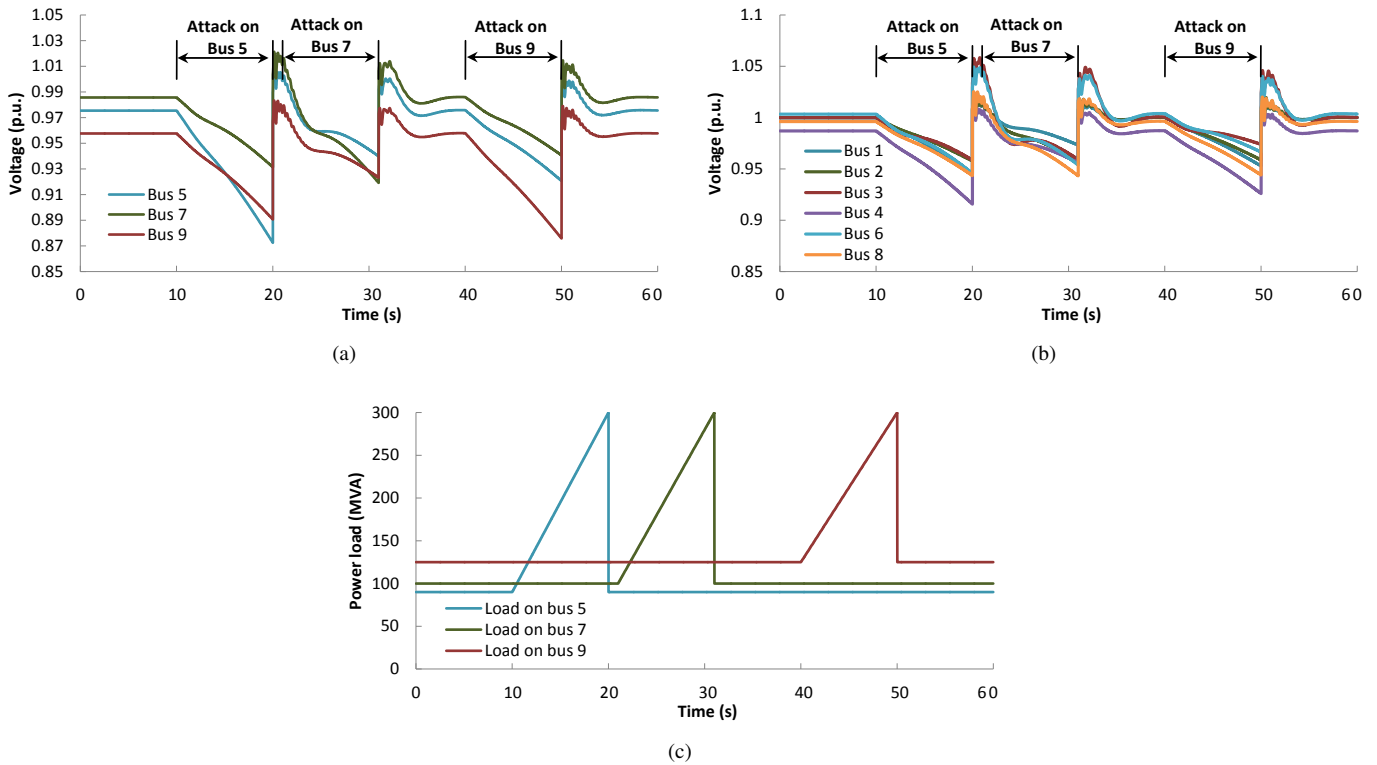 Attack on
Bus 5
Attack on
Bus 7
Attack on
Bus 9
1.05
1.03
1.01
0.99
0.97
0.95
0.93
0.91
0.89
0.87
0.85
Voltage (p.u.)
Bus 5
Bus 7
Bus 9
0 10 20 30 40 50 60
Time (s)
(a)
Attack on
Bus 5
Attack on
Bus 7
Attack on
Bus 9
1.1
1.05
1
0.95
0.9
0.85
Voltage (p.u.)
Bus 1
Bus 2
Bus 3
Bus 4
Bus 6
Bus 8
0 10 20 30 40 50 60
Time (s)
(b)
300
250
200
150
100
50
0
Power load (MVA)
Load on bus 5
Load on bus 7
Load on bus 9
0 10 20 30 40 50 60
Time (s)
(c)